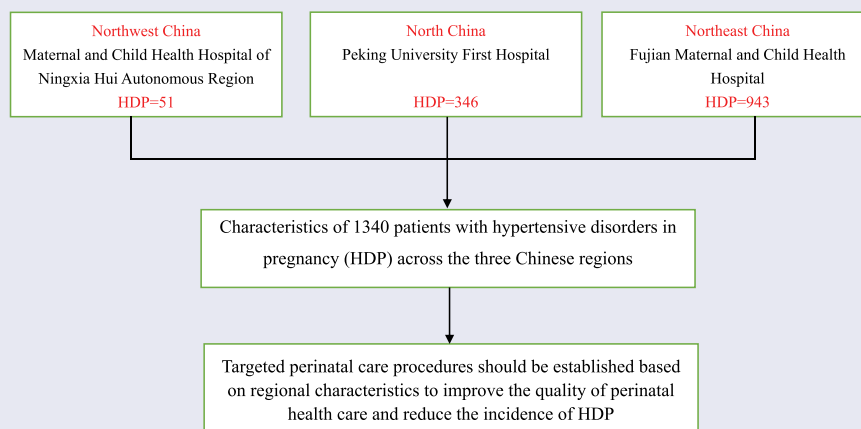 Northwest China
Maternal and Child Health Hospital of
Ningxia Hui Autonomous Region
HDP=51
North China
Peking University First Hospital
HDP=346
Northeast China
Fujian Maternal and Child Health
Hospital
HDP=943
Characteristics of 1340 patients with hypertensive disorders in
pregnancy (HDP) across the three Chinese regions
Targeted perinatal care procedures should be established based
on regional characteristics to improve the quality of perinatal
health care and reduce the incidence of HDP